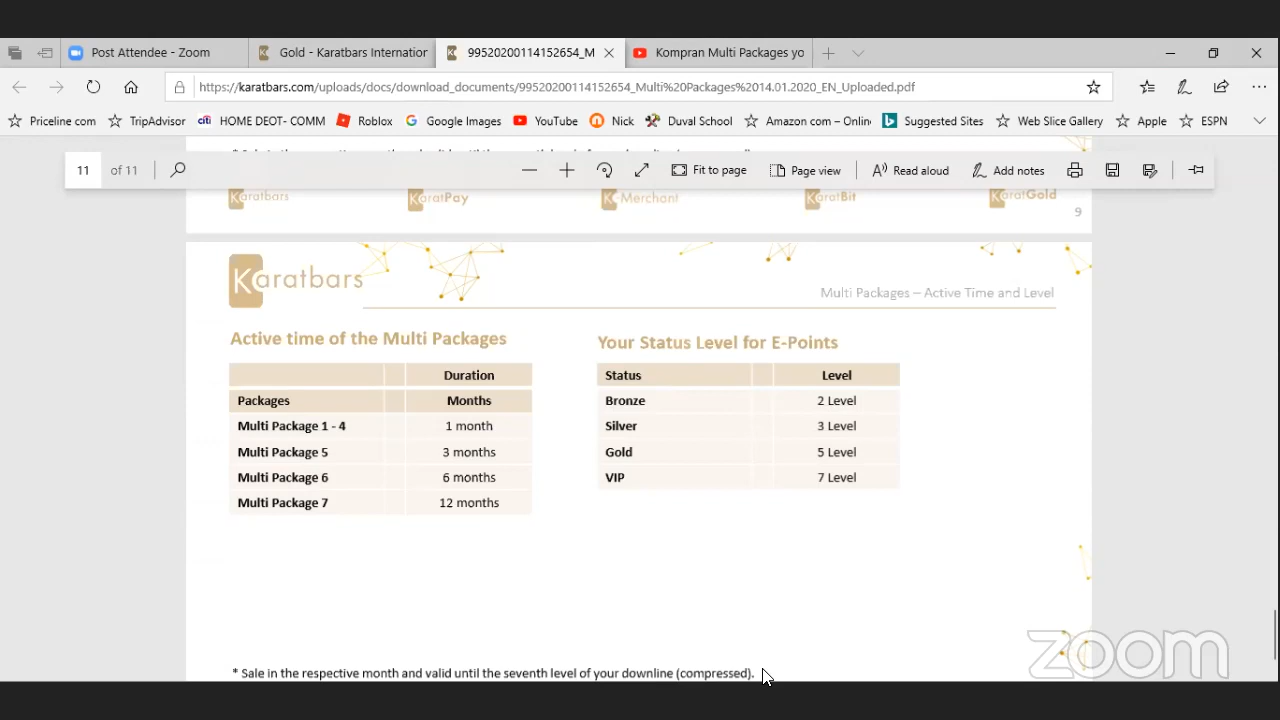 Post Attendee - Zoom
Gold - Karatbars Internation
99520200114152654_M
Kompran Multi Packages yo
https://karatbars.com/uploads/docs/download_documents/99520200114152654_Multi%20Packages%2014.01.2020_EN_Uploaded.pdf
Priceline.com TripAdvisor citi HOME DEOT- COMM Roblox G Google Images YouTube Nick Duval School Amazon.com – Onlin Suggested Sites Web Slice Gallery Apple ESPN
11 of 11 Fit to page Page view Read aloud Add notes
Karatbars KaratPay K-Merchant KaratBit KaratGold
9
Karatbars
Multi Packages – Active Time and Level
Active time of the Multi Packages
Duration
Packages Months
Multi Package 1 - 4 1 month
Multi Package 5 3 months
Multi Package 6 6 months
Multi Package 7 12 months
Your Status Level for E-Points
Status Level
Bronze 2 Level
Silver 3 Level
Gold 5 Level
VIP 7 Level
* Sale in the respective month and valid until the seventh level of your downline (compressed).
zoom